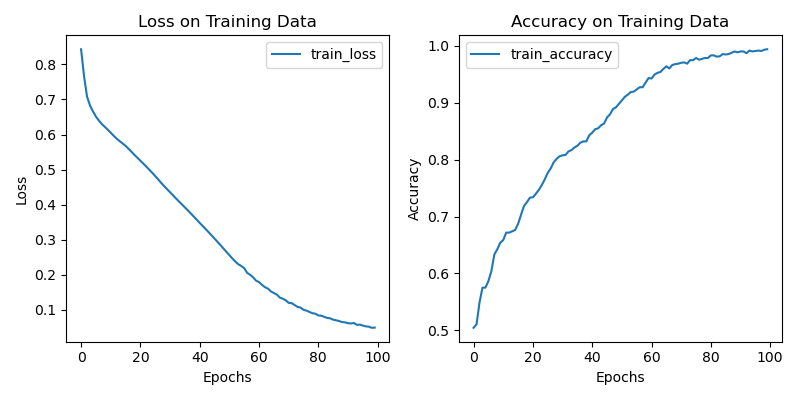 Loss on Training Data
train_loss
0.8
0.7
0.6
0.5
0.4
0.3
0.2
0.1
0 20 40 60 80 100
Loss
Epochs
Accuracy on Training Data
train_accuracy
1.0
0.9
0.8
0.7
0.6
0.5
0 20 40 60 80 100
Accuracy
Epochs